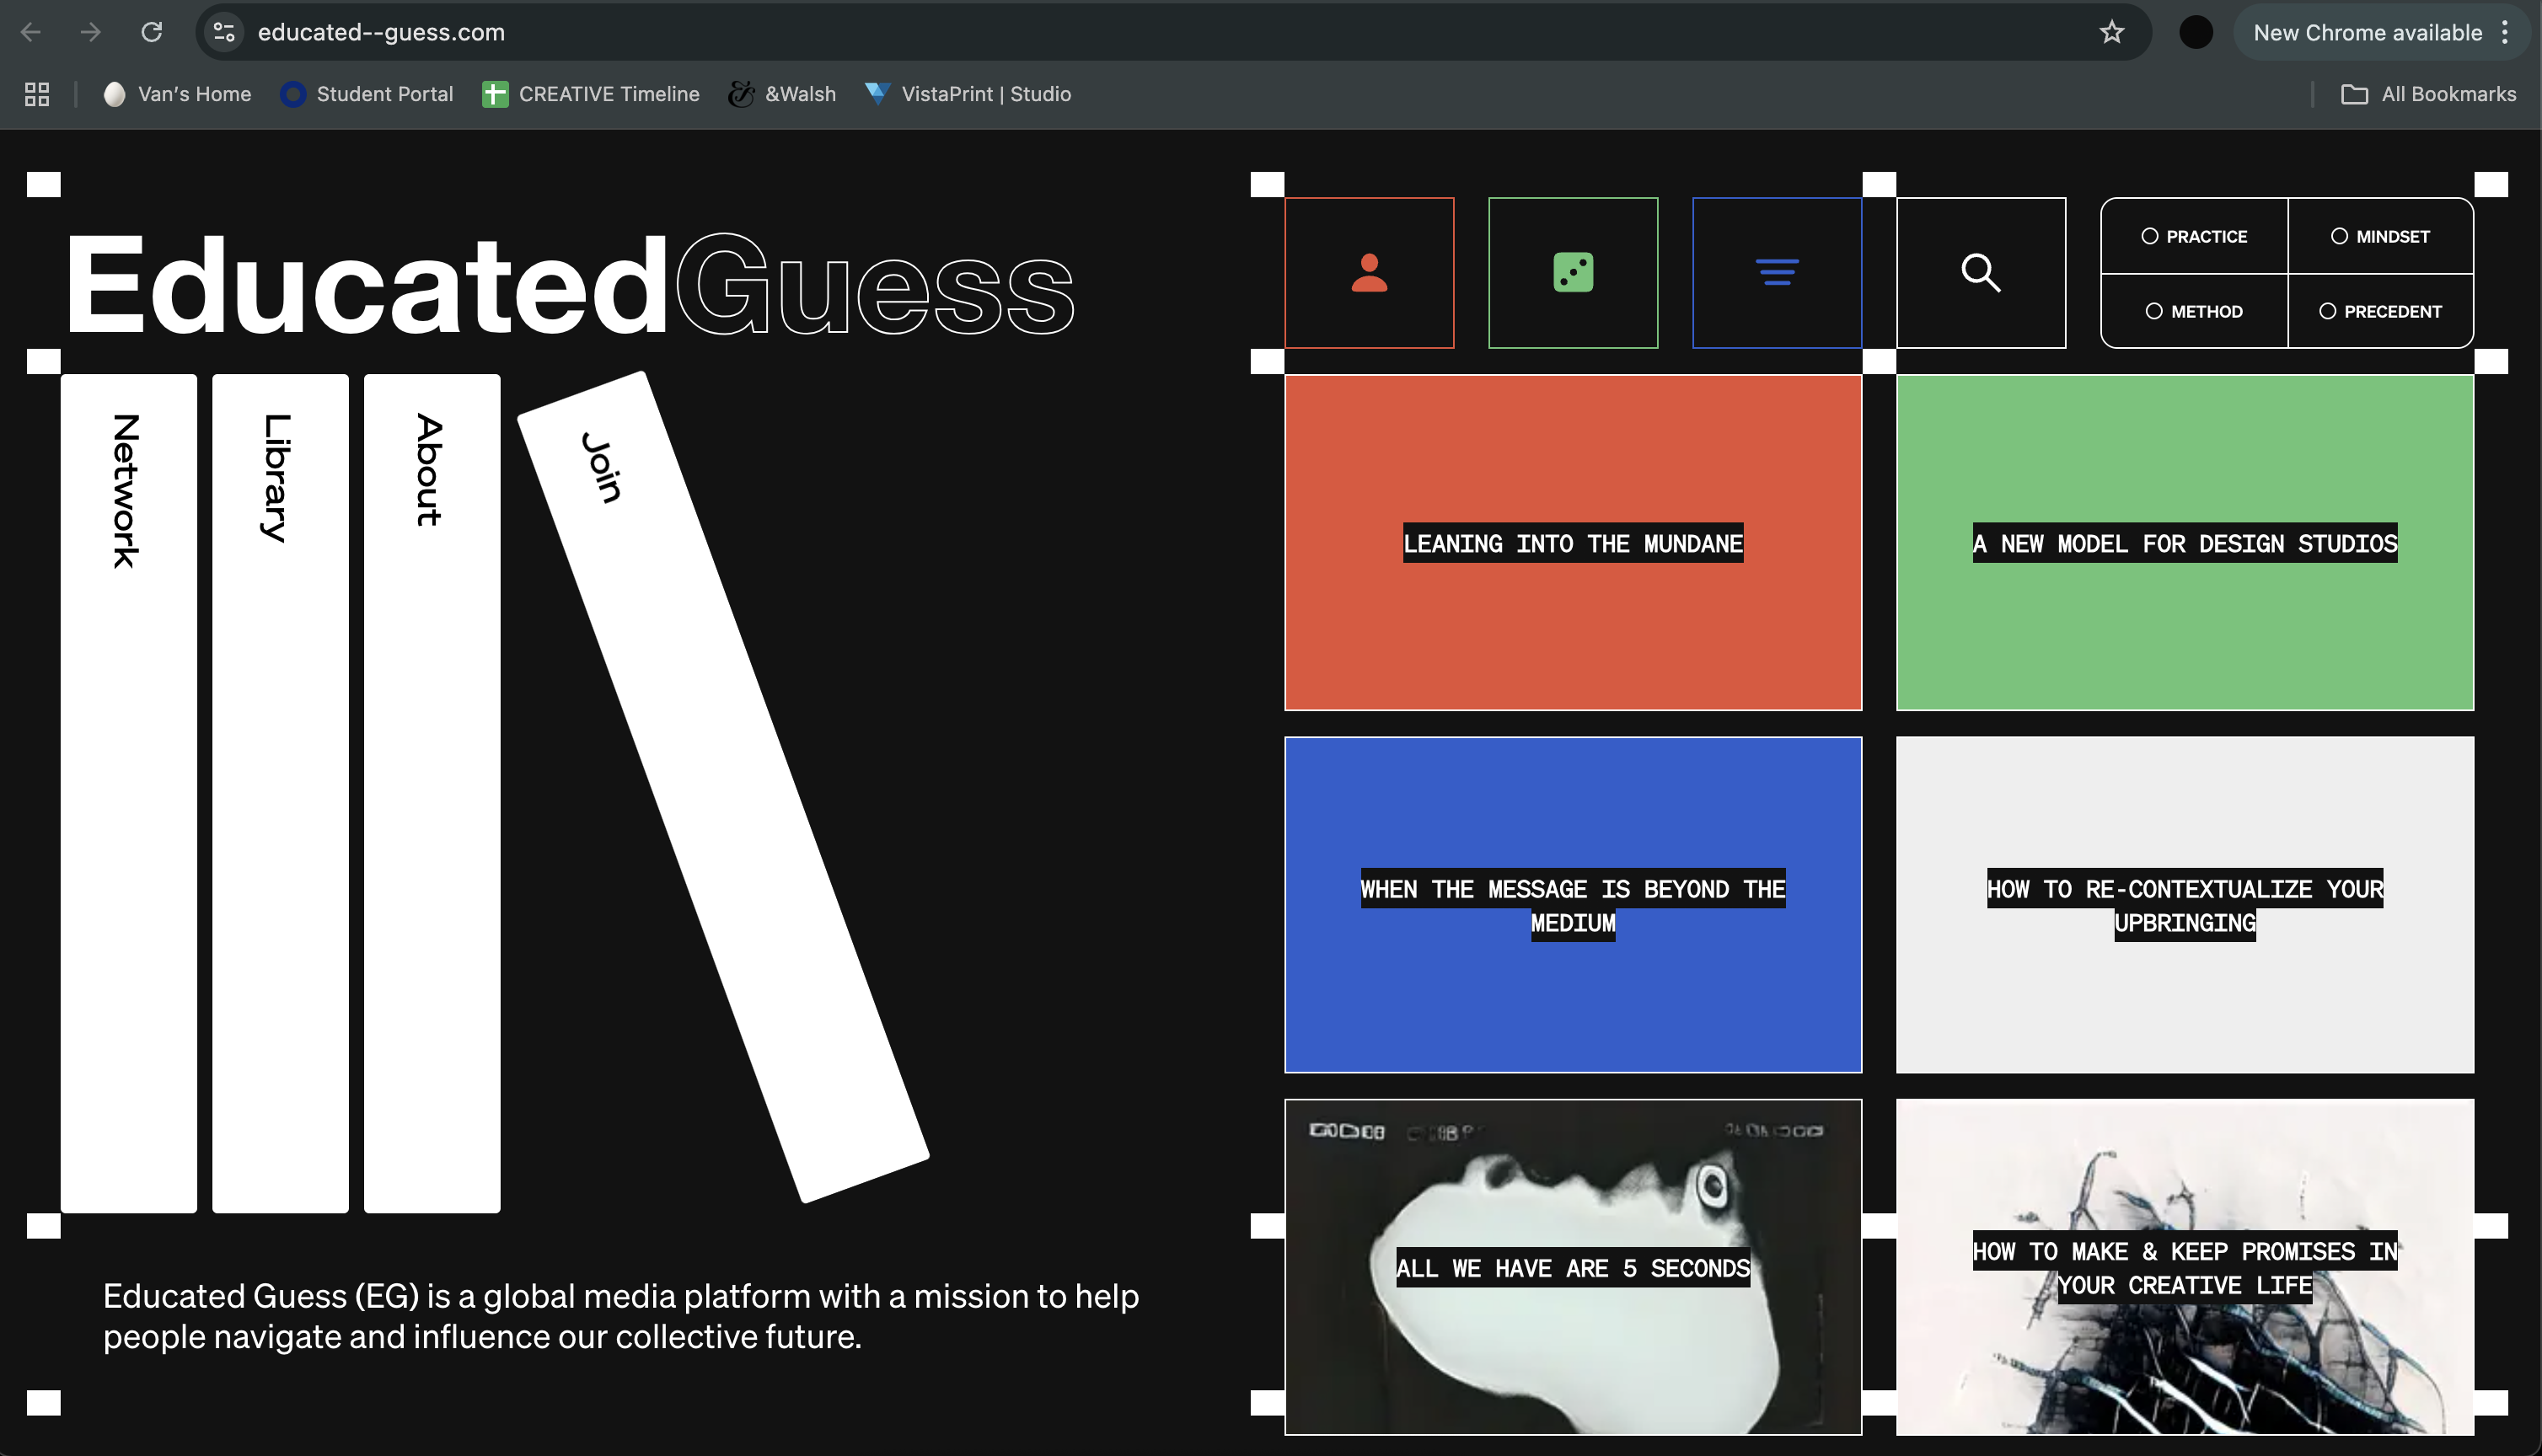 educated--guess.com
New Chrome available
Van's Home
Student Portal
CREATIVE Timeline
&Walsh
VistaPrint | Studio
All Bookmarks
EducatedGuess
Network
Library
About
Join
Educated Guess (EG) is a global media platform with a mission to help
people navigate and influence our collective future.
PRACTICE
MINDSET
METHOD
PRECEDENT
LEANING INTO THE MUNDANE
A NEW MODEL FOR DESIGN STUDIOS
WHEN THE MESSAGE IS BEYOND THE
MEDIUM
HOW TO RE-CONTEXTUALIZE YOUR
UPBRINGING
ALL WE HAVE ARE 5 SECONDS
HOW TO MAKE & KEEP PROMISES IN
YOUR CREATIVE LIFE